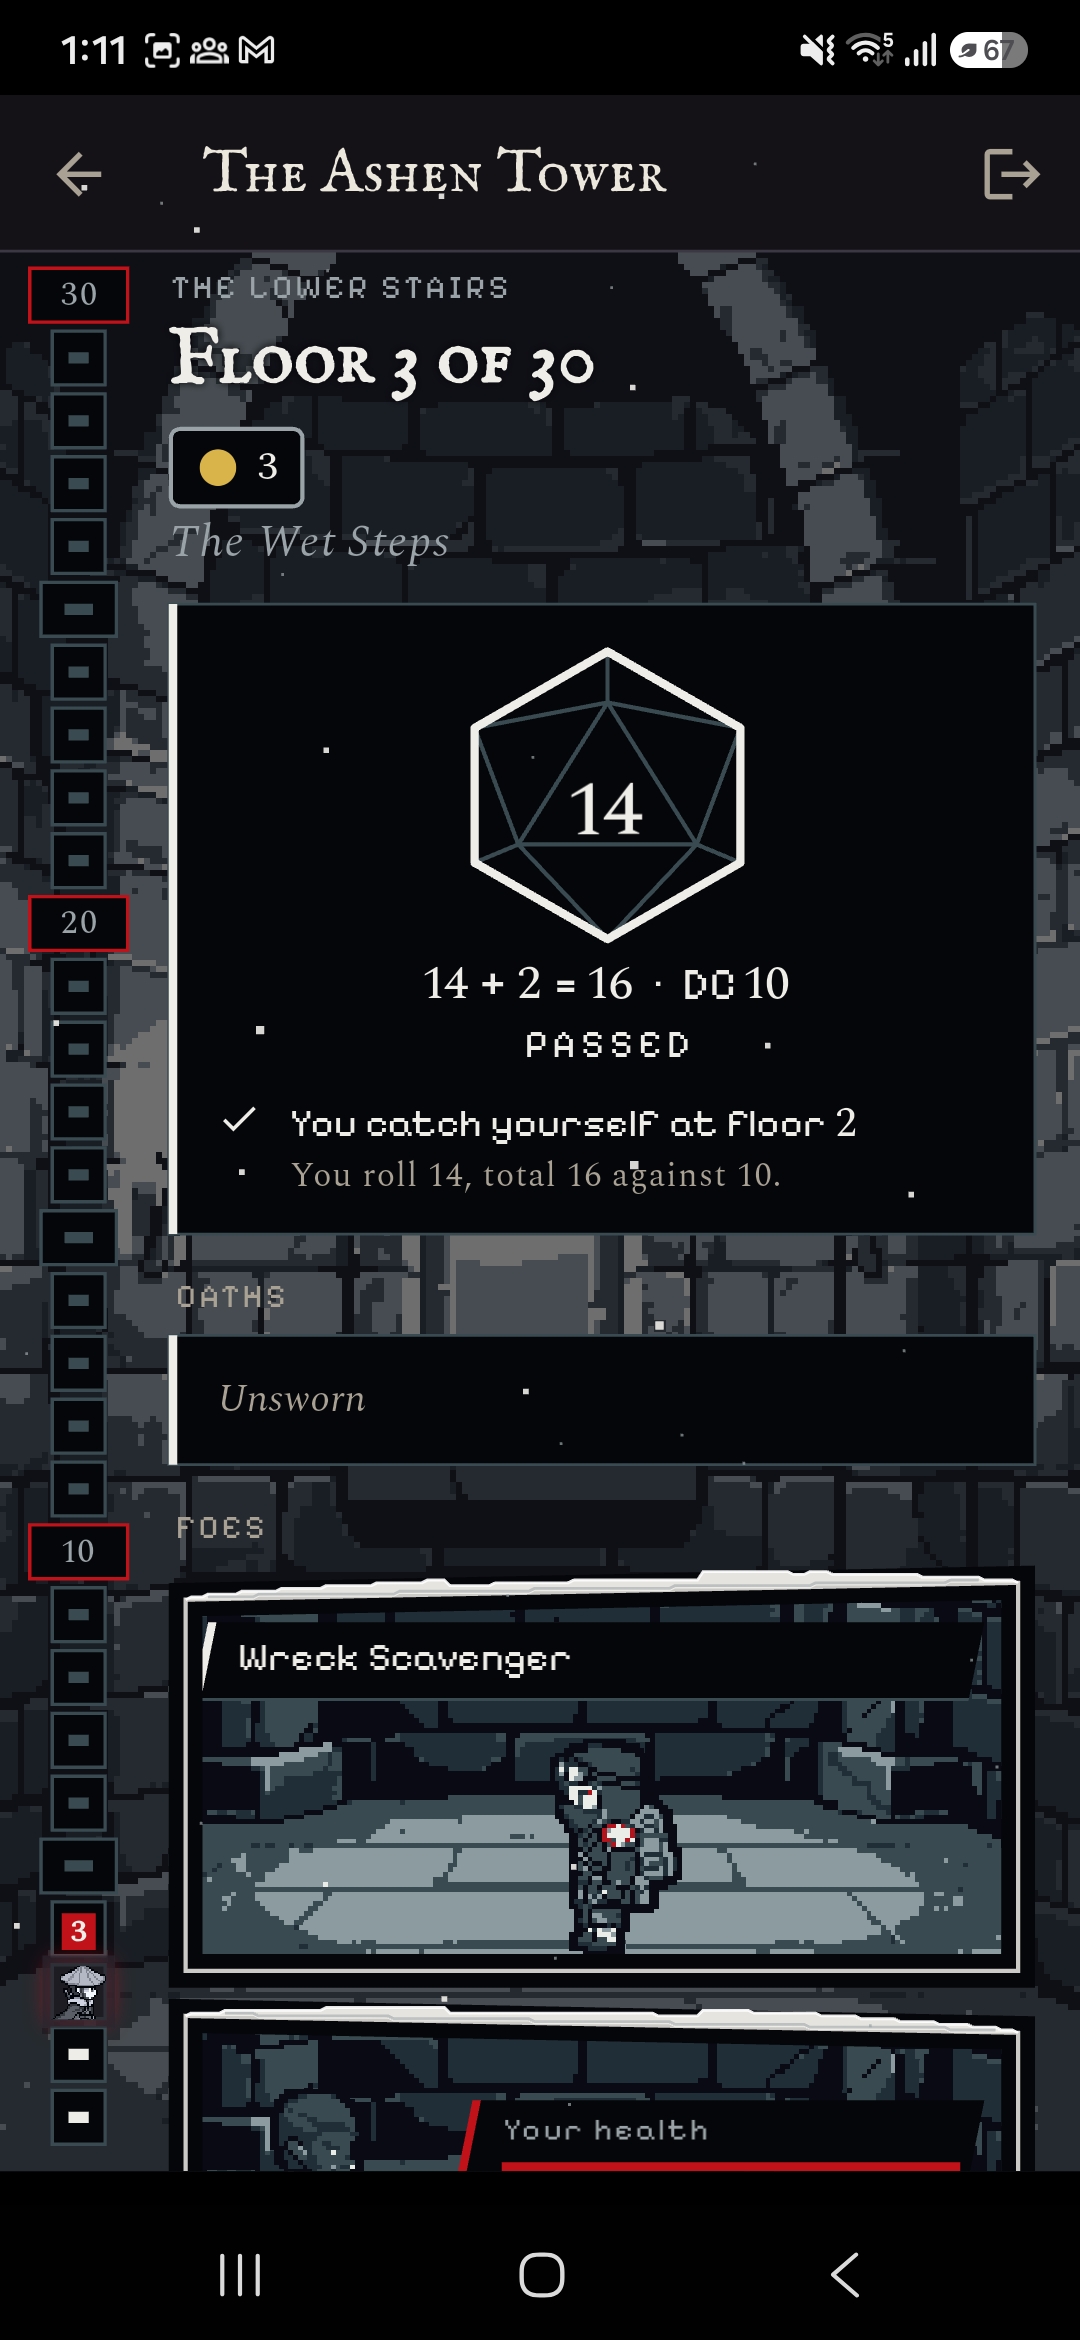 1:11
5
67
The Ashen Tower
30
THE LOWER STAIRS
Floor 3 of 30
3
The Wet Steps
14
14 + 2 = 16 · DC 10
PASSED
You catch yourself at floor 2
You roll 14, total 16 against 10.
20
OATHS
Unsworn
FOES
10
Wreck Scavenger
3
Your health